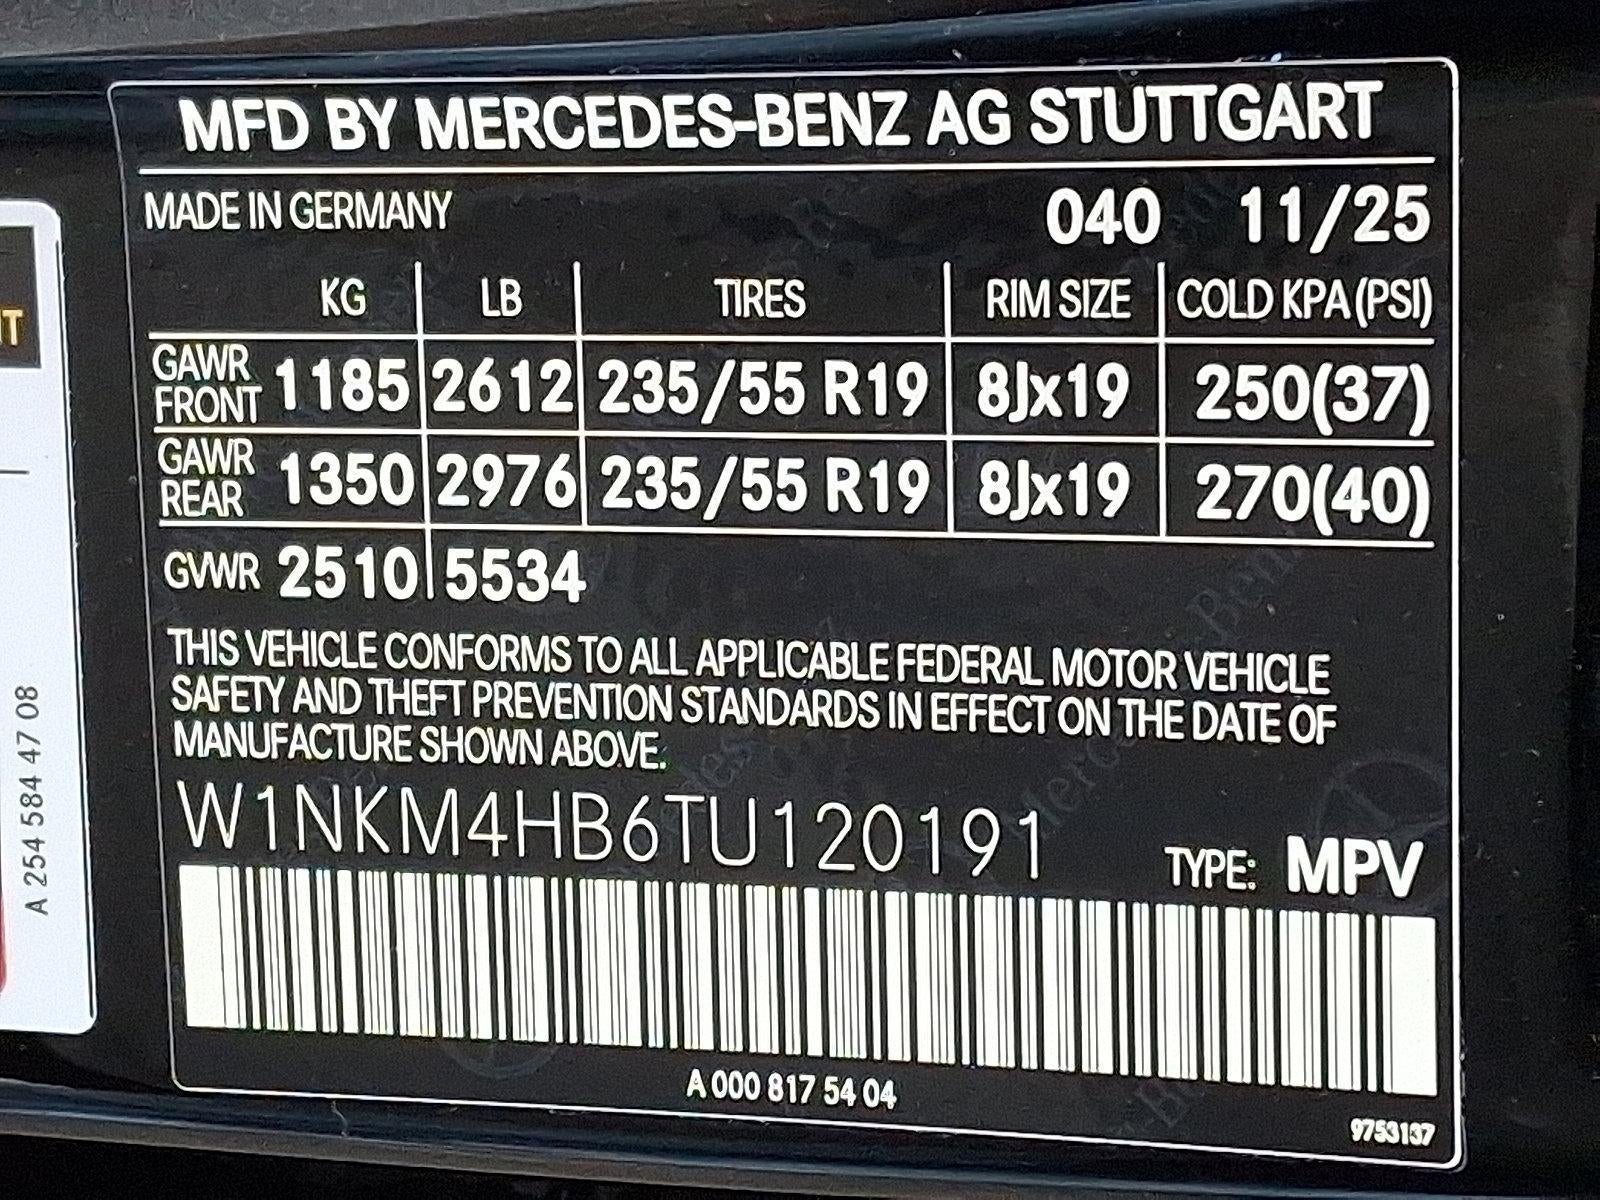 MFD BY MERCEDES-BENZ AG STUTTGART
MADE IN GERMANY 040 11/25
KG LB TIRES RIM SIZE COLD KPA (PSI)
GAWR FRONT 1185 2612 235/55 R19 8Jx19 250(37)
GAWR REAR 1350 2976 235/55 R19 8Jx19 270(40)
GVWR 2510 5534
THIS VEHICLE CONFORMS TO ALL APPLICABLE FEDERAL MOTOR VEHICLE
SAFETY AND THEFT PREVENTION STANDARDS IN EFFECT ON THE DATE OF
MANUFACTURE SHOWN ABOVE.
W1NKM4HB6TU120191 TYPE: MPV
A 000 817 54 04
9753137
A 254 584 47 08